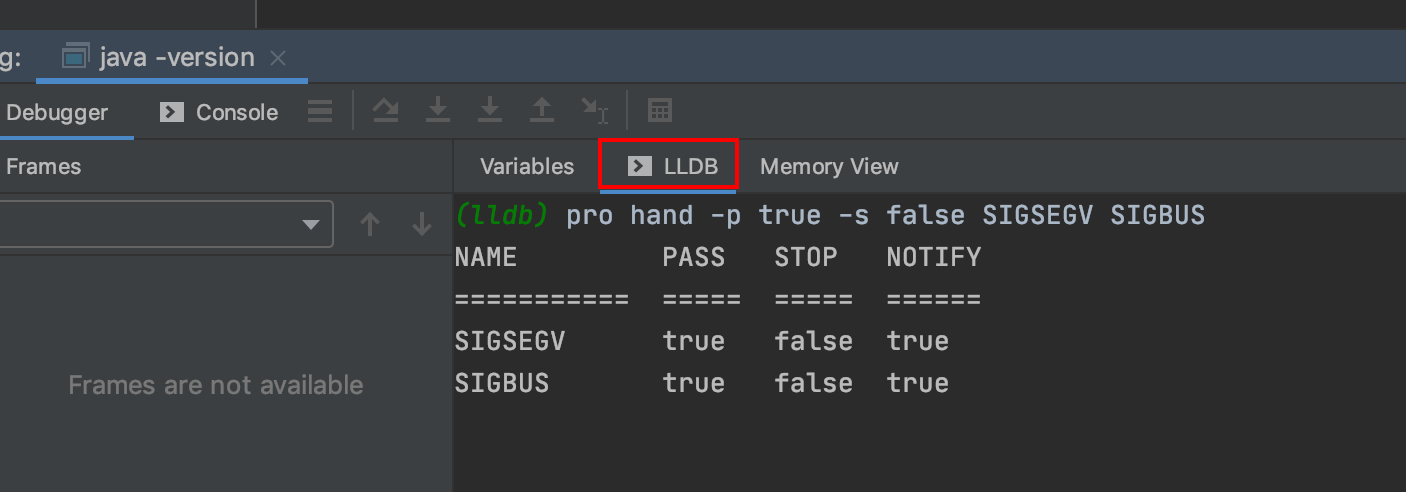 g: java -version
Debugger Console
Frames Variables LLDB Memory View
(lldb) pro hand -p true -s false SIGSEGV SIGBUS
NAME PASS STOP NOTIFY
=========== ===== ===== ======
SIGSEGV true false true
SIGBUS true false true
Frames are not available